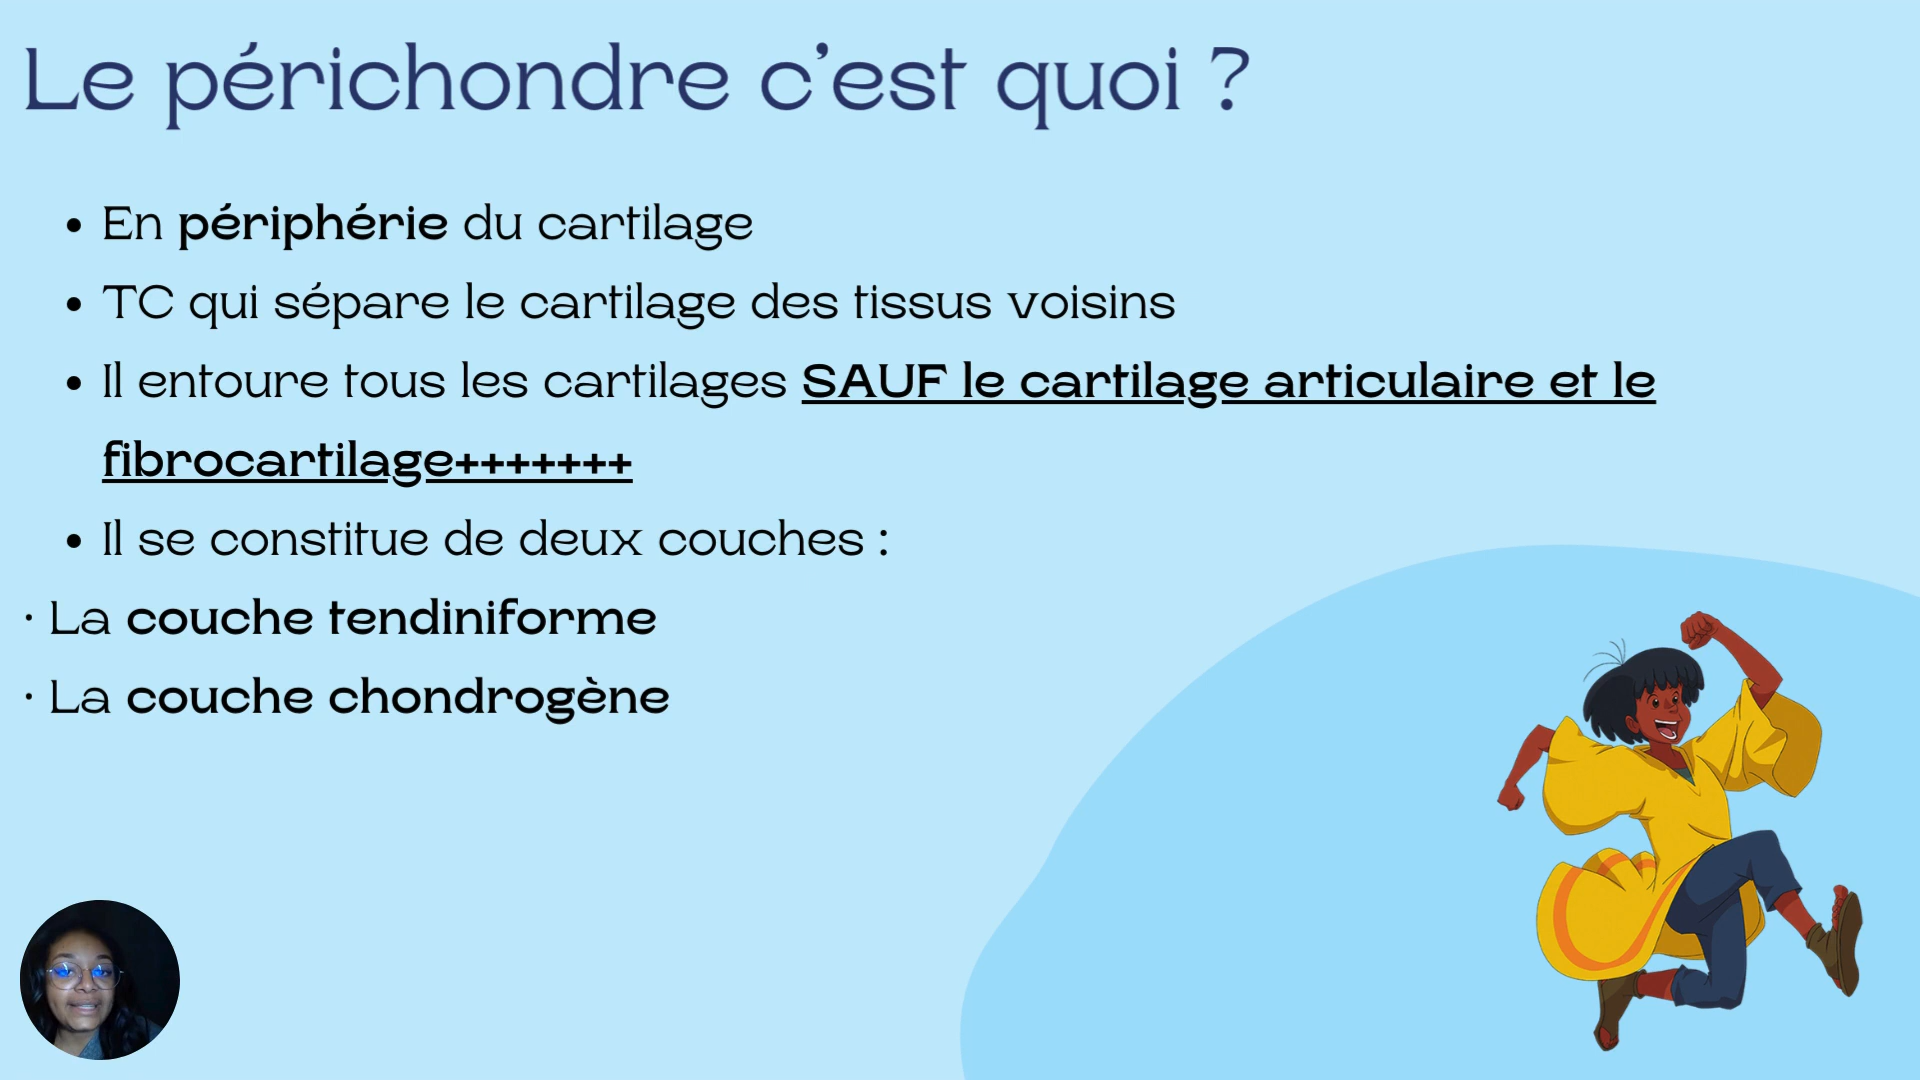 Le périchondre c’est quoi ?
• En périphérie du cartilage
• TC qui sépare le cartilage des tissus voisins
• Il entoure tous les cartilages SAUF le cartilage articulaire et le
fibrocartilage+++++++
• Il se constitue de deux couches :
· La couche tendiniforme
· La couche chondrogène